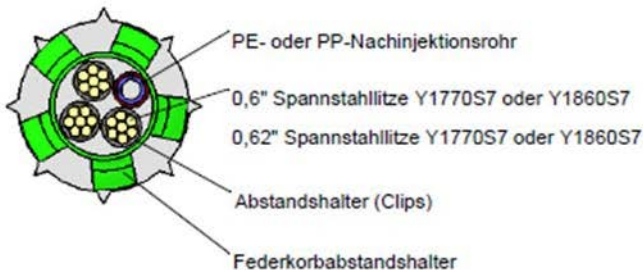 PE- oder PP-Nachinjektionsrohr
0,6" Spannstahllitze Y1770S7 oder Y1860S7
0,62" Spannstahllitze Y1770S7 oder Y1860S7
Abstandshalter (Clips)
Federkorbabstandshalter